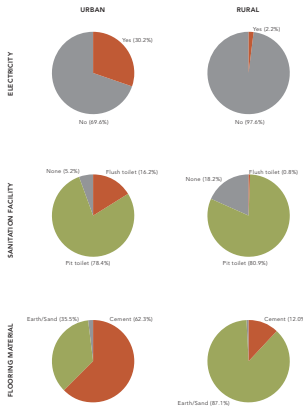 URBAN
RURAL
ELECTRICITY
Yes (30.2%)
No (69.6%)
Yes (2.2%)
No (97.6%)
SANITATION FACILITY
None (5.2%)
Flush toilet (16.2%)
Pit toilet (78.4%)
None (18.2%)
Flush toilet (0.8%)
Pit toilet (80.9%)
FLOORING MATERIAL
Earth/Sand (35.5%)
Cement (62.3%)
Cement (12.0%
Earth/Sand (87.1%)